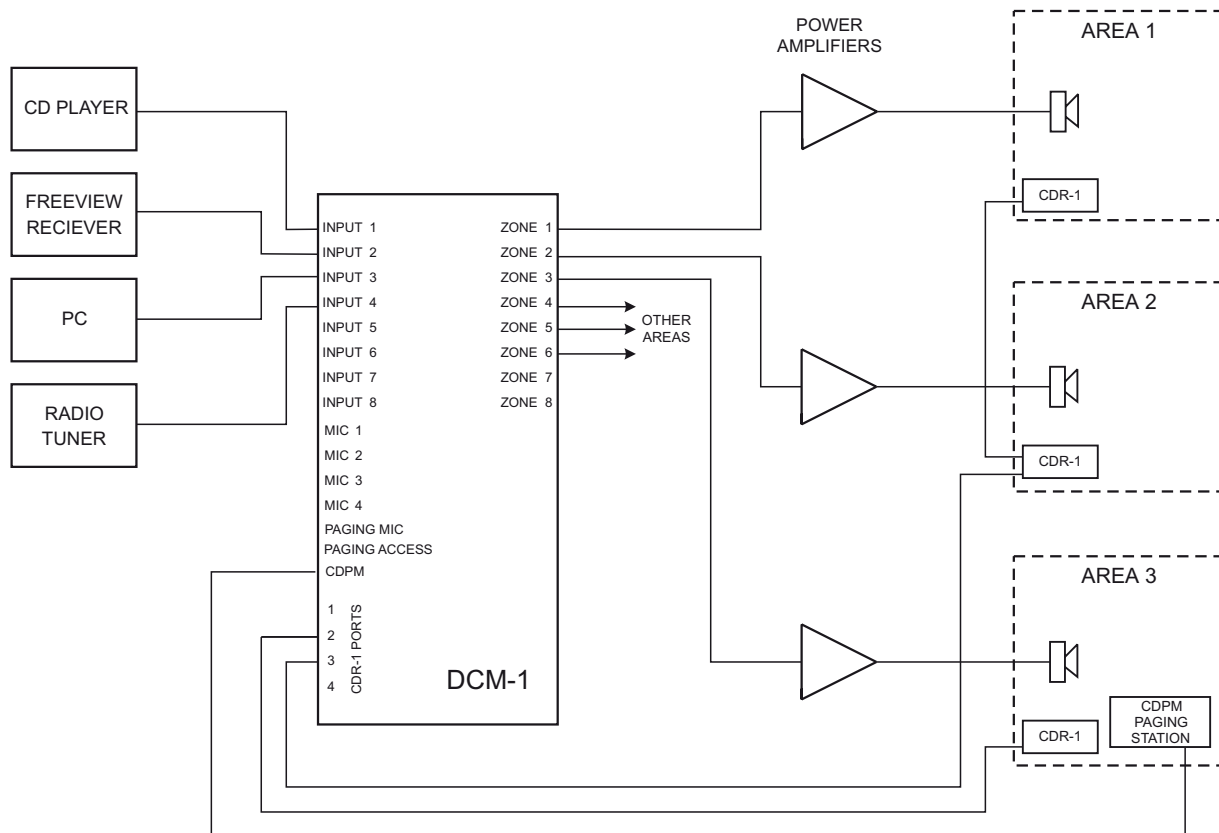 POWER
AMPLIFIERS
AREA 1
CD PLAYER
FREEVIEW
RECIEVER
PC
RADIO
TUNER
INPUT 1
INPUT 2
INPUT 3
INPUT 4
INPUT 5
INPUT 6
INPUT 7
INPUT 8
MIC 1
MIC 2
MIC 3
MIC 4
PAGING MIC
PAGING ACCESS
CDPM
1
2
3
4
CDR-1 PORTS
ZONE 1
ZONE 2
ZONE 3
ZONE 4
ZONE 5
ZONE 6
ZONE 7
ZONE 8
DCM-1
OTHER
AREAS
CDR-1
AREA 2
CDR-1
AREA 3
CDR-1
CDPM
PAGING
STATION